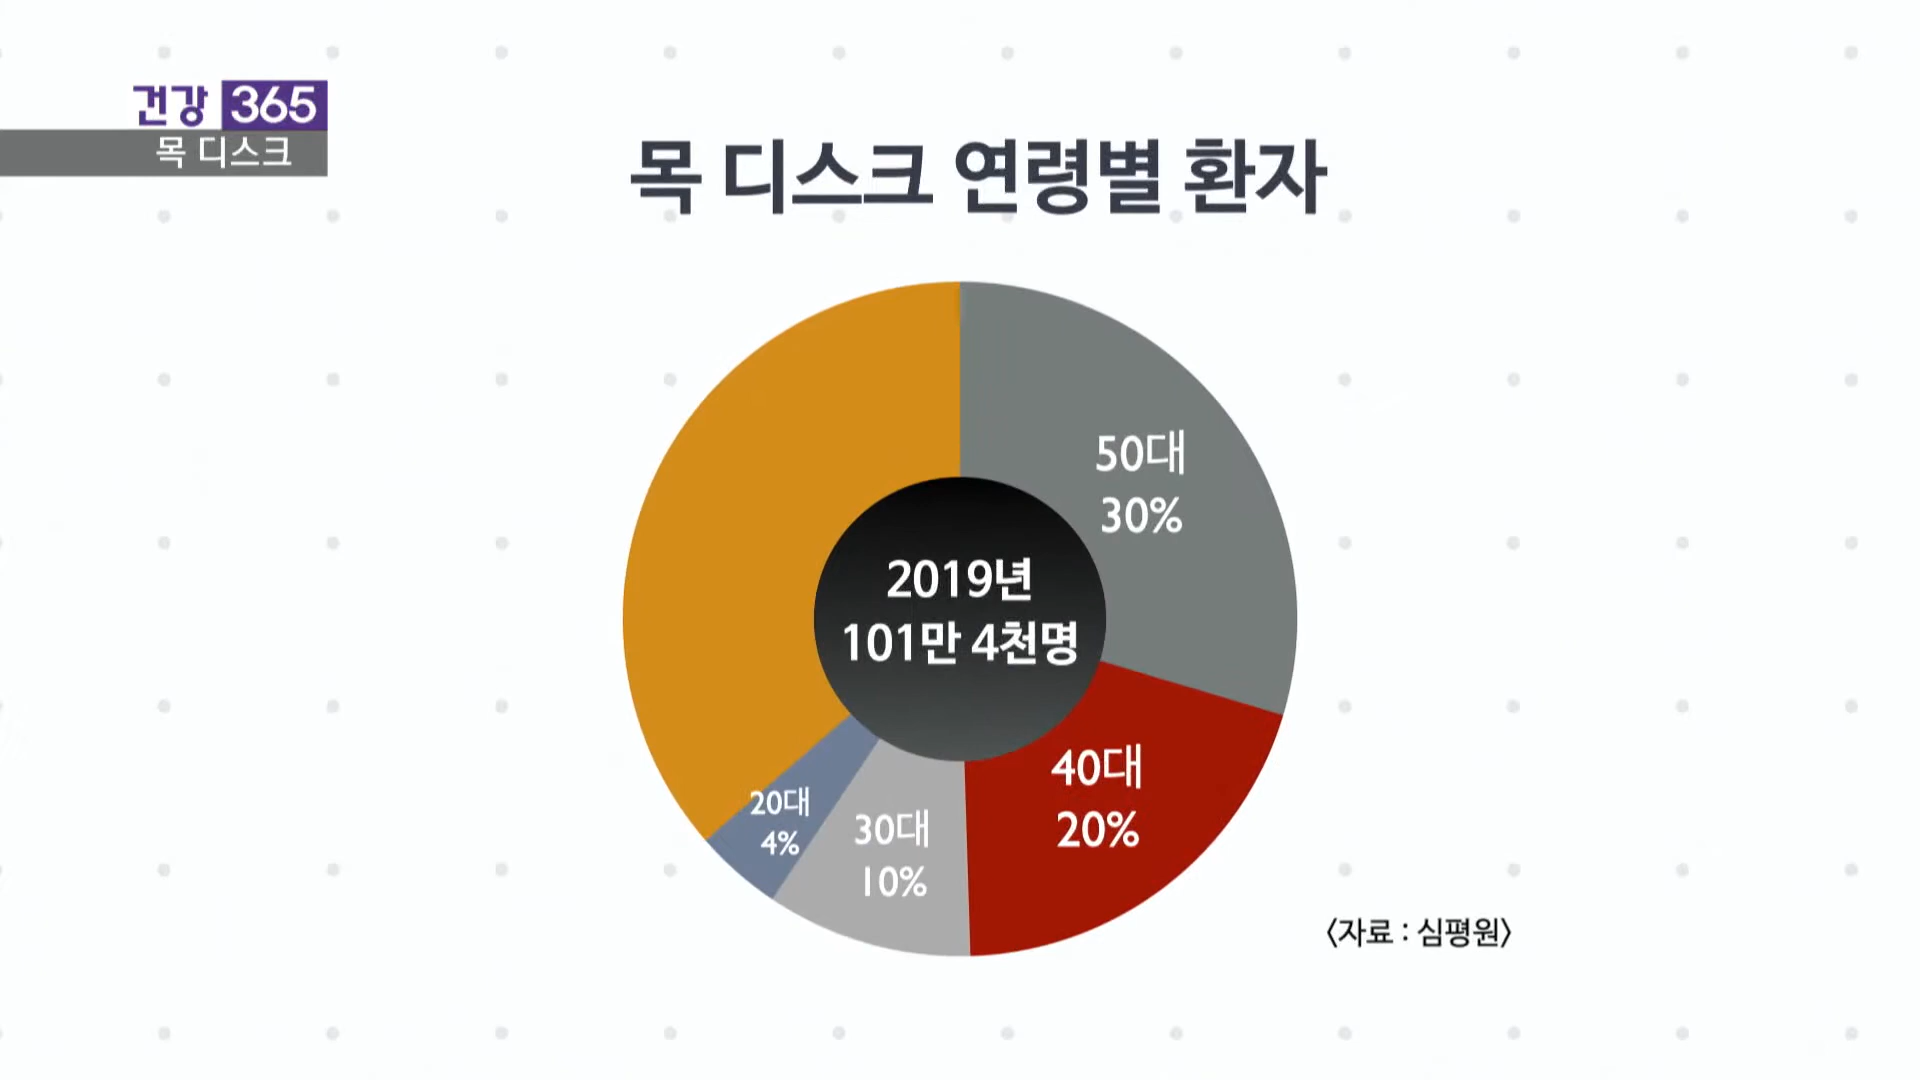 건강 365
목 디스크
목 디스크 연령별 환자
50대
30%
2019년
101만 4천명
40대
20%
20대
4%
30대
10%
〈자료 : 심평원〉